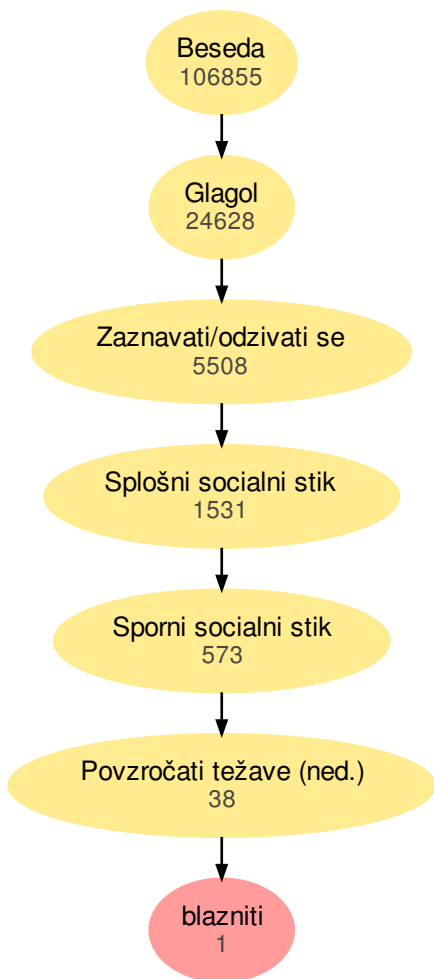 Beseda
106855
Glagol
24628
Zaznavati/odzivati se
5508
Splošni socialni stik
1531
Sporni socialni stik
573
Povzročati težave (ned.)
38
blazniti
1